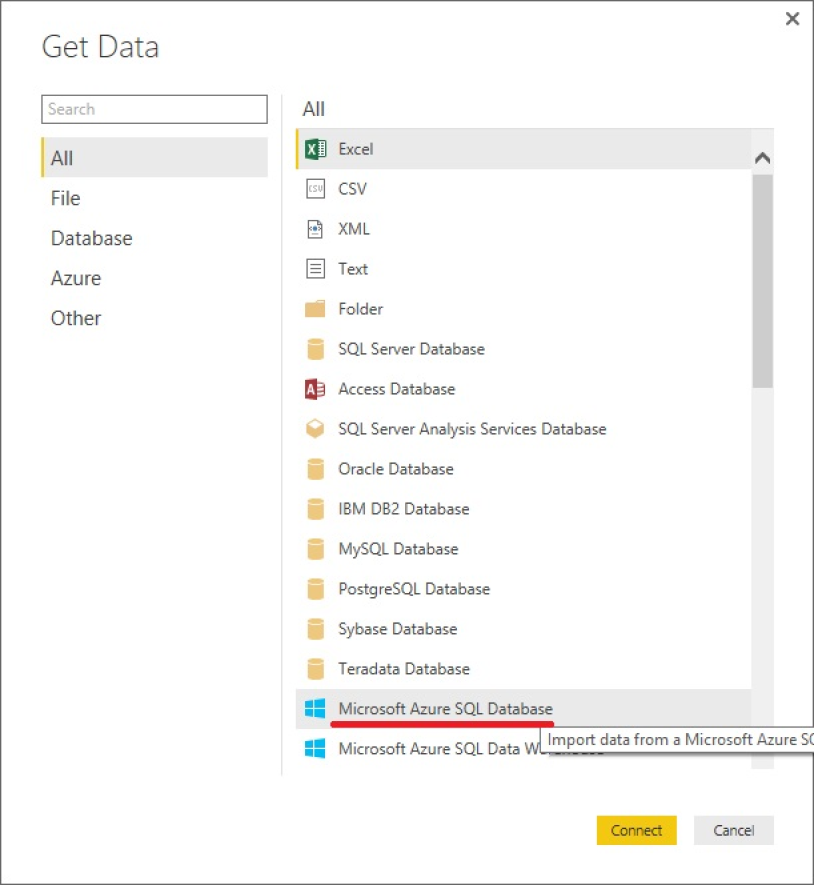 Get Data
Search
All
File
Database
Azure
Other
All
Excel
CSV
XML
Text
Folder
SQL Server Database
Access Database
SQL Server Analysis Services Database
Oracle Database
IBM DB2 Database
MySQL Database
PostgreSQL Database
Sybase Database
Teradata Database
Microsoft Azure SQL Database
Import data from a Microsoft Azure
Microsoft Azure SQL Data
Connect
Cancel